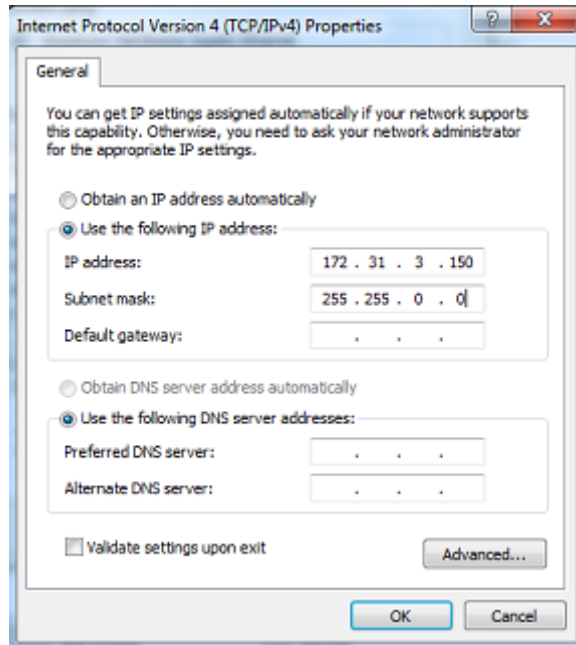 Internet Protocol Version 4 (TCP/IPv4) Properties
General
You can get IP settings assigned automatically if your network supports
this capability. Otherwise, you need to ask your network administrator
for the appropriate IP settings.
Obtain an IP address automatically
Use the following IP address:
IP address: 172 . 31 . 3 . 150
Subnet mask: 255 . 255 . 0 . 0
Default gateway: . . .
Obtain DNS server address automatically
Use the following DNS server addresses:
Preferred DNS server: . . .
Alternate DNS server: . . .
Validate settings upon exit
Advanced...
OK Cancel